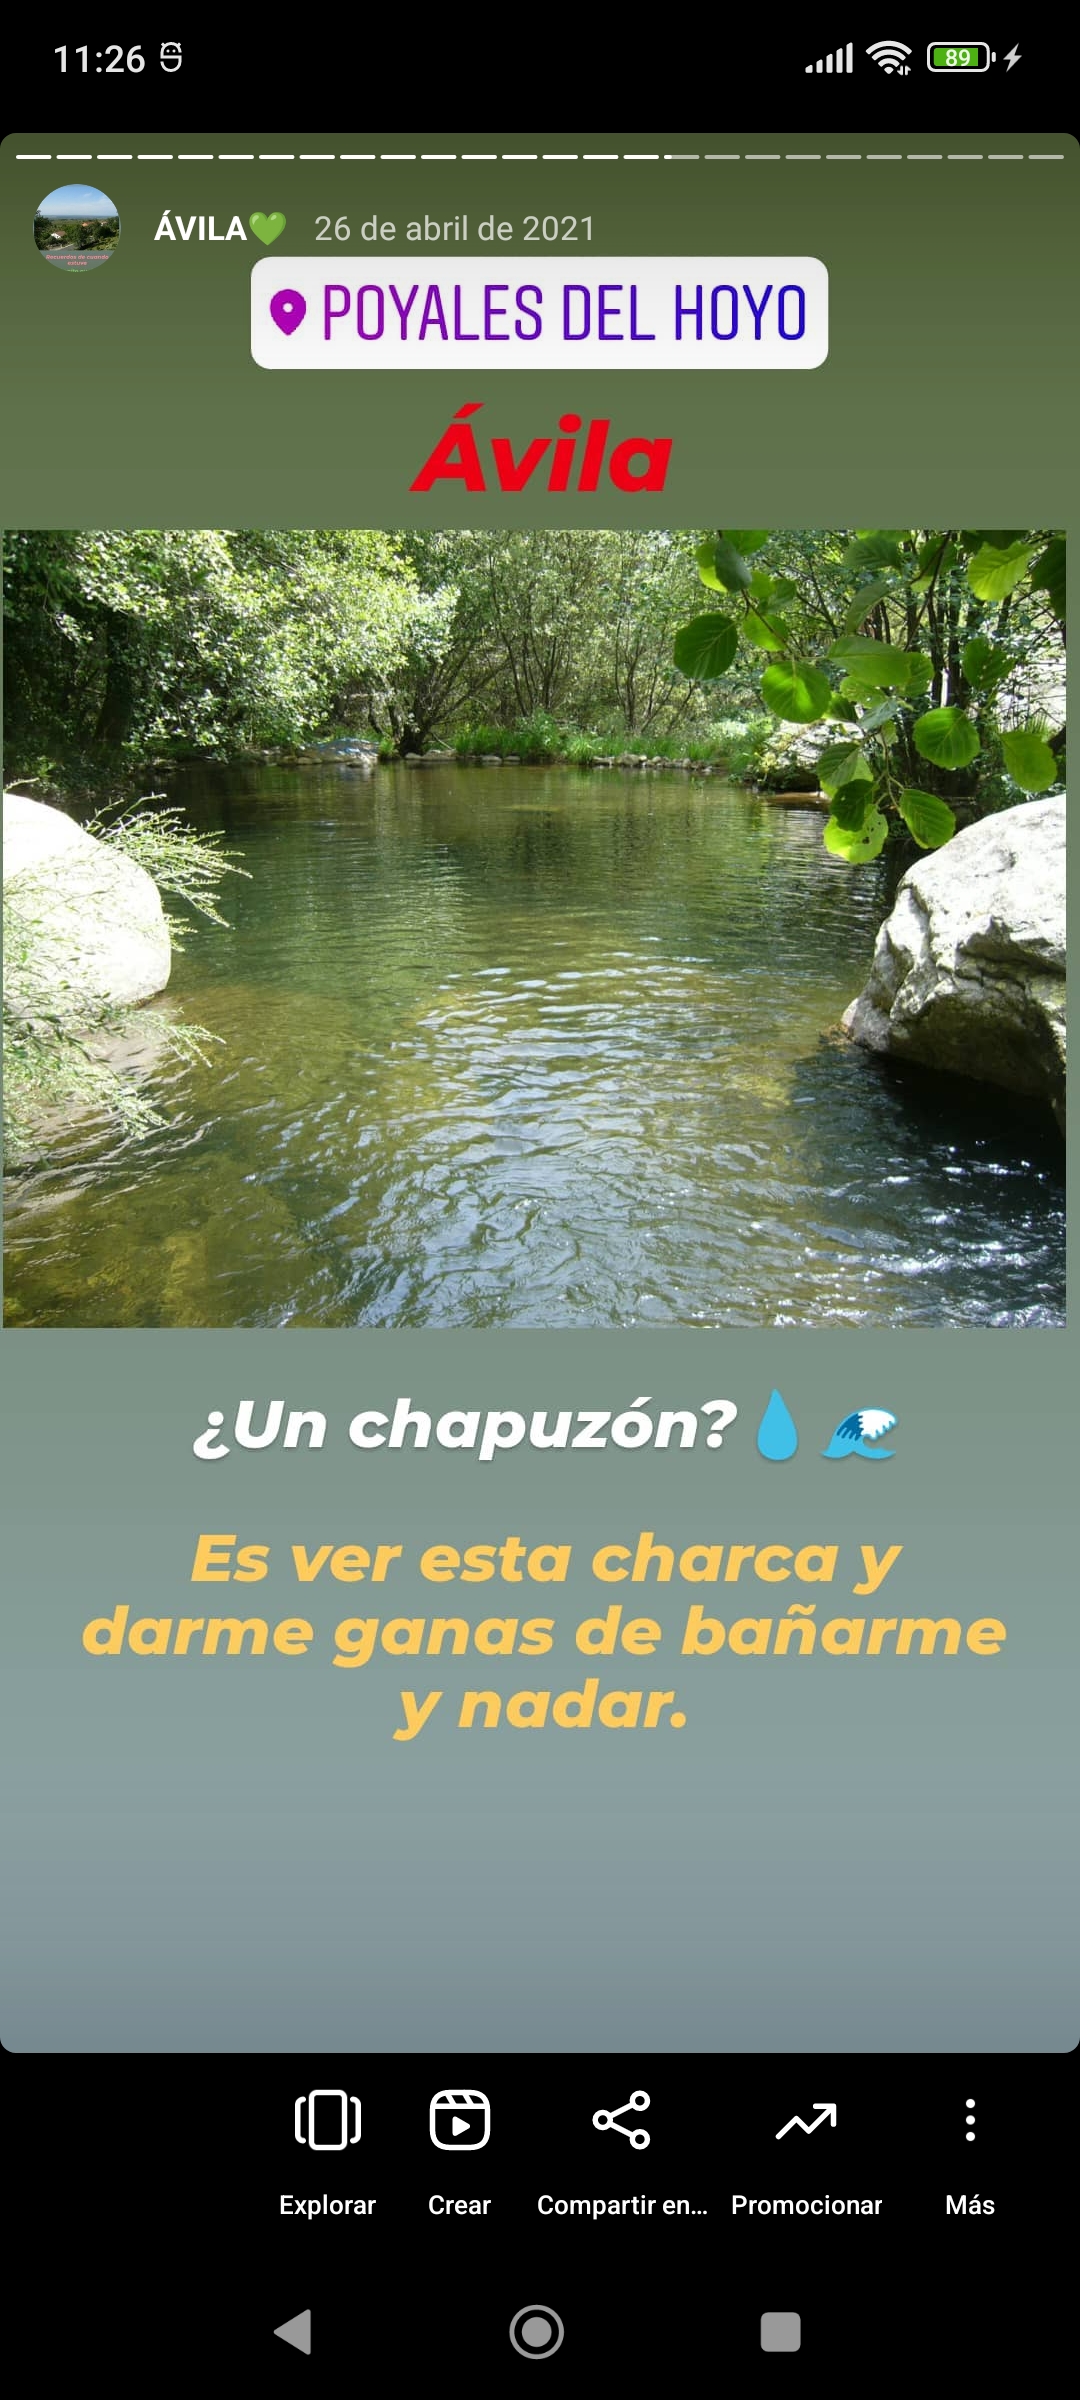 11:26
89
ÁVILA💚 26 de abril de 2021
POYALES DEL HOYO
Ávila
¿Un chapuzón?💧🌊
Es ver esta charca y
darme ganas de bañarme
y nadar.
Explorar Crear Compartir en... Promocionar Más